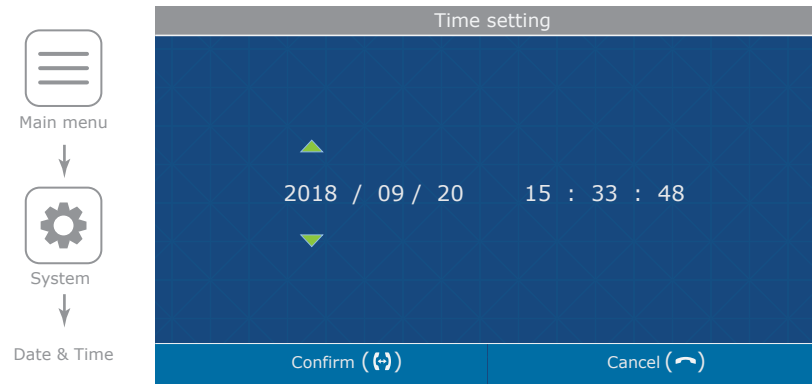 Time setting
Main menu
2018 / 09 / 20 15 : 33 : 48
System
Date & Time
Confirm ( )
Cancel ( )